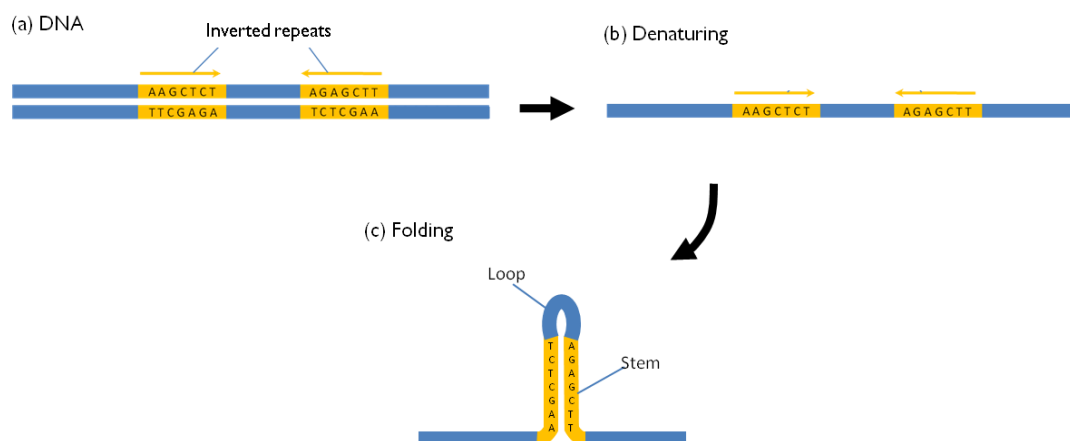 (a) DNA
Inverted repeats
AAGCTCT
AGAGCTT
TTCGAGA
TCTCGAA
(b) Denaturing
AAGCTCT
AGAGCTT
(c) Folding
Loop
TCTCGAA
AGAGCTT
Stem